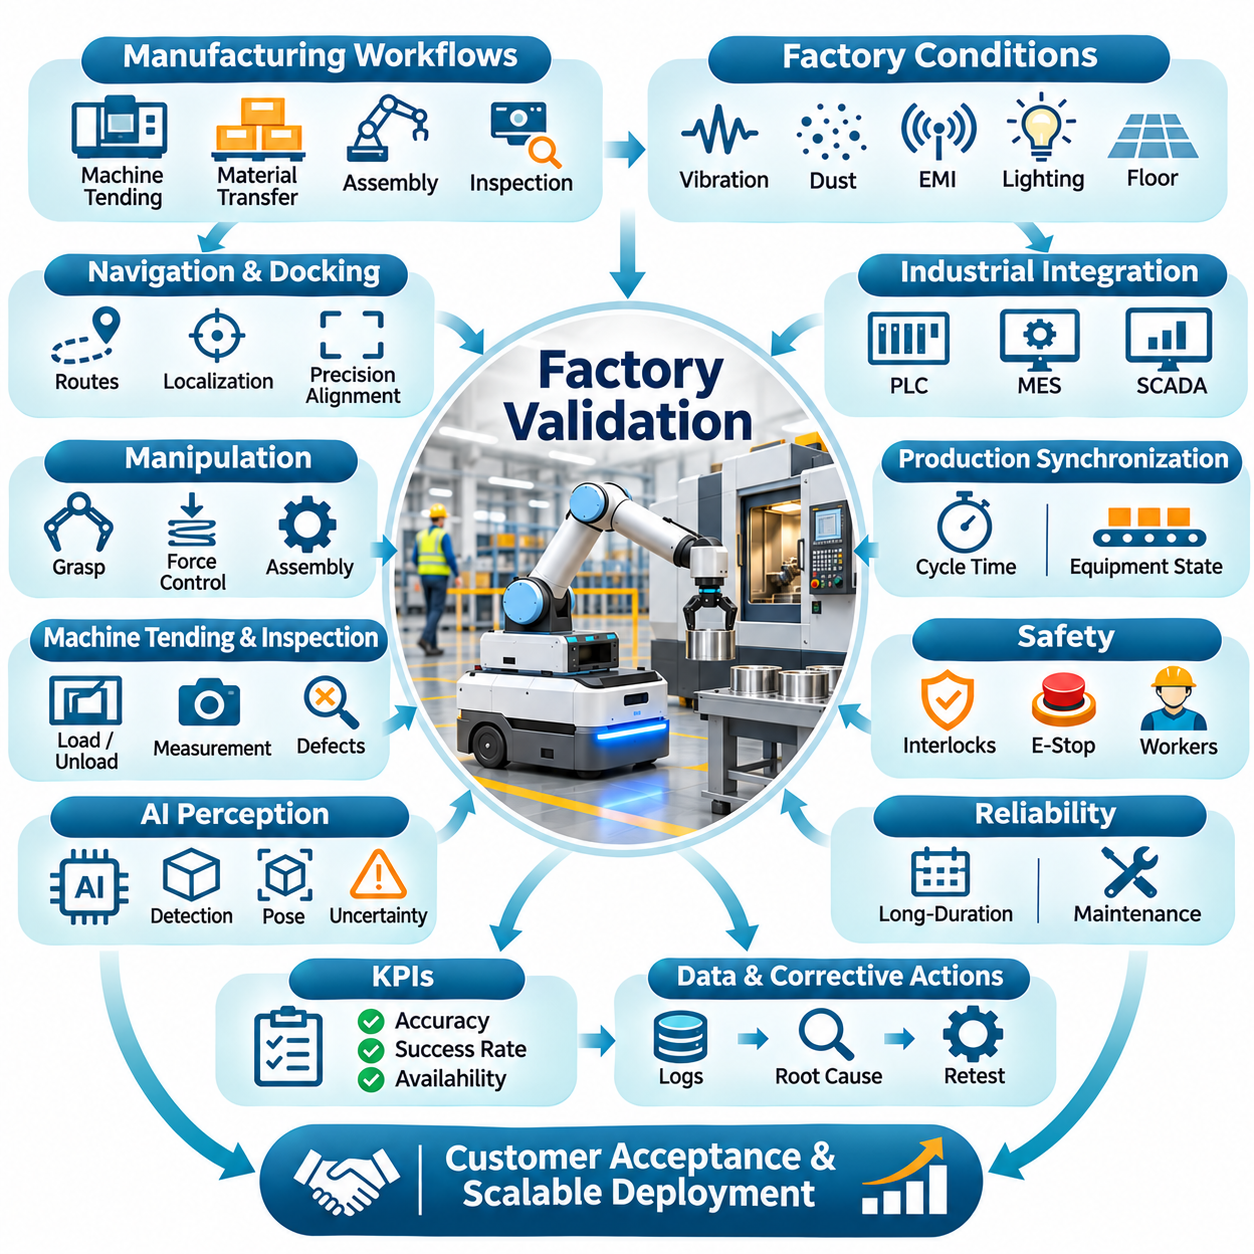 Manufacturing Workflows
Machine
Tending
Material
Transfer
Assembly
Inspection
Factory Conditions
Vibration
Dust
EMI
Lighting
Floor
Navigation & Docking
Routes
Localization
Precision
Alignment
Industrial Integration
PLC
MES
SCADA
Factory
Validation
Manipulation
Grasp
Force
Control
Assembly
Production Synchronization
Cycle Time
Equipment State
Machine Tending & Inspection
Load /
Unload
Measurement
Defects
Safety
Interlocks
E-Stop
Workers
AI Perception
AI
Detection
Pose
Uncertainty
Reliability
Long-Duration
Maintenance
KPIs
Accuracy
Success Rate
Availahility
Data & Corrective Actions
Logs
Root Cause
Retest
Customer Acceptance &
Scalable Deployment